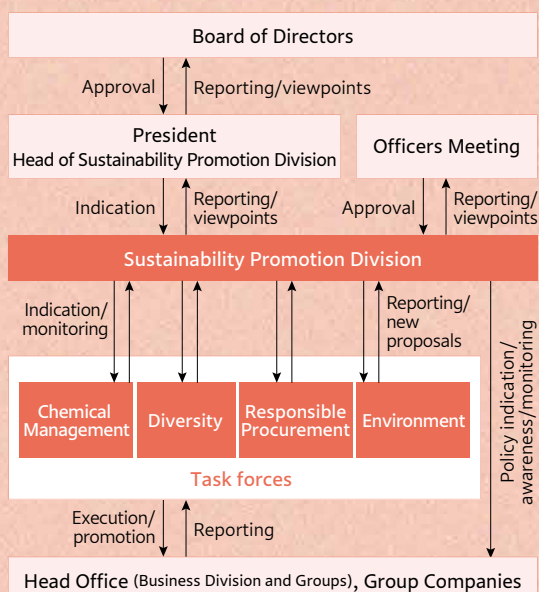 Board of Directors
Approval
Reporting/viewpoints
President
Head of Sustainability Promotion Division
Officers Meeting
Indication
Reporting/
viewpoints
Approval
Reporting/
viewpoints
Sustainability Promotion Division
Indication/
monitoring
Reporting/
new
proposals
Policy indication/
awareness/monitoring
Chemical
Management
Diversity
Responsible
Procurement
Environment
Task forces
Execution/
promotion
Reporting
Head Office (Business Division and Groups), Group Companies